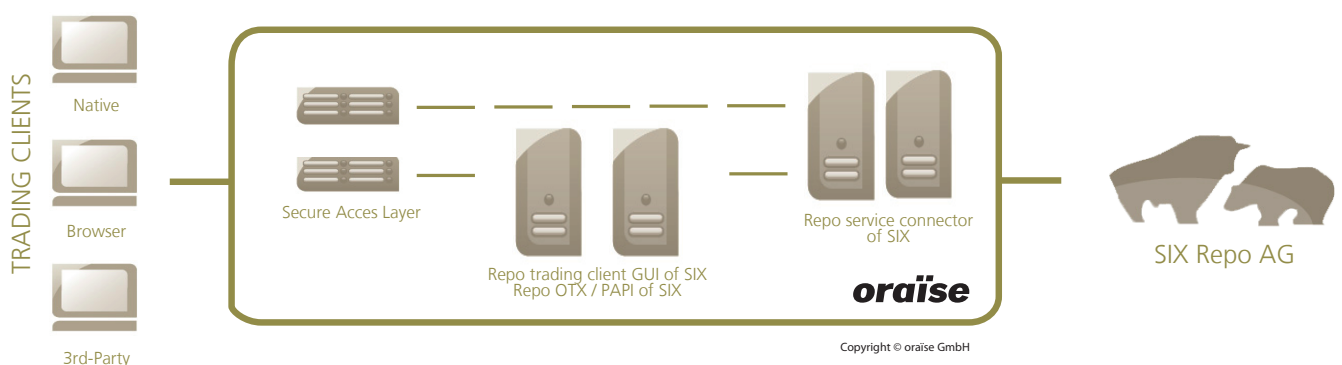 TRADING CLIENTS
Native
Browser
3rd-Party
Secure Acces Layer
Repo trading client GUI of SIX
Repo OTX / PAPI of SIX
Repo service connector
of SIX
oraïse
Copyright © oraïse GmbH
SIX Repo AG